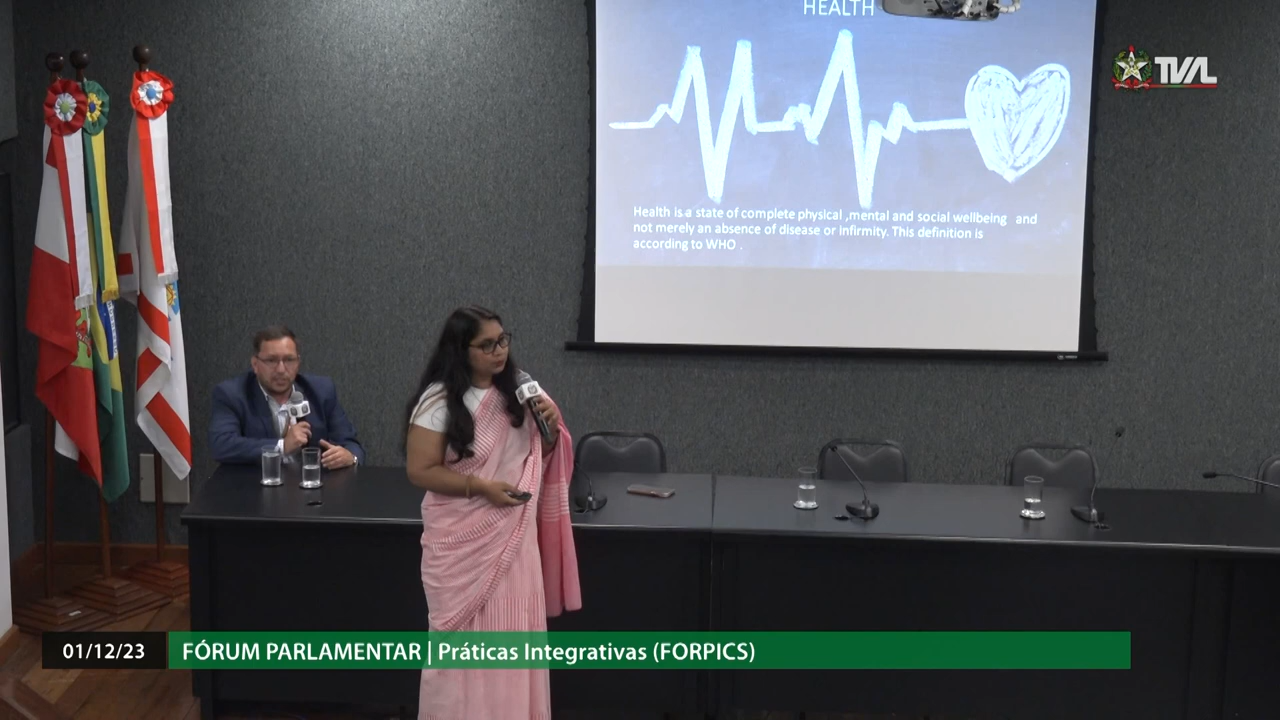 HEALTH
TVAL
Health is a state of complete physical ,mental and social wellbeing and
not merely an absence of disease or infirmity. This definition is
according to WHO .
01/12/23
FÓRUM PARLAMENTAR | Práticas Integrativas (FORPICS)